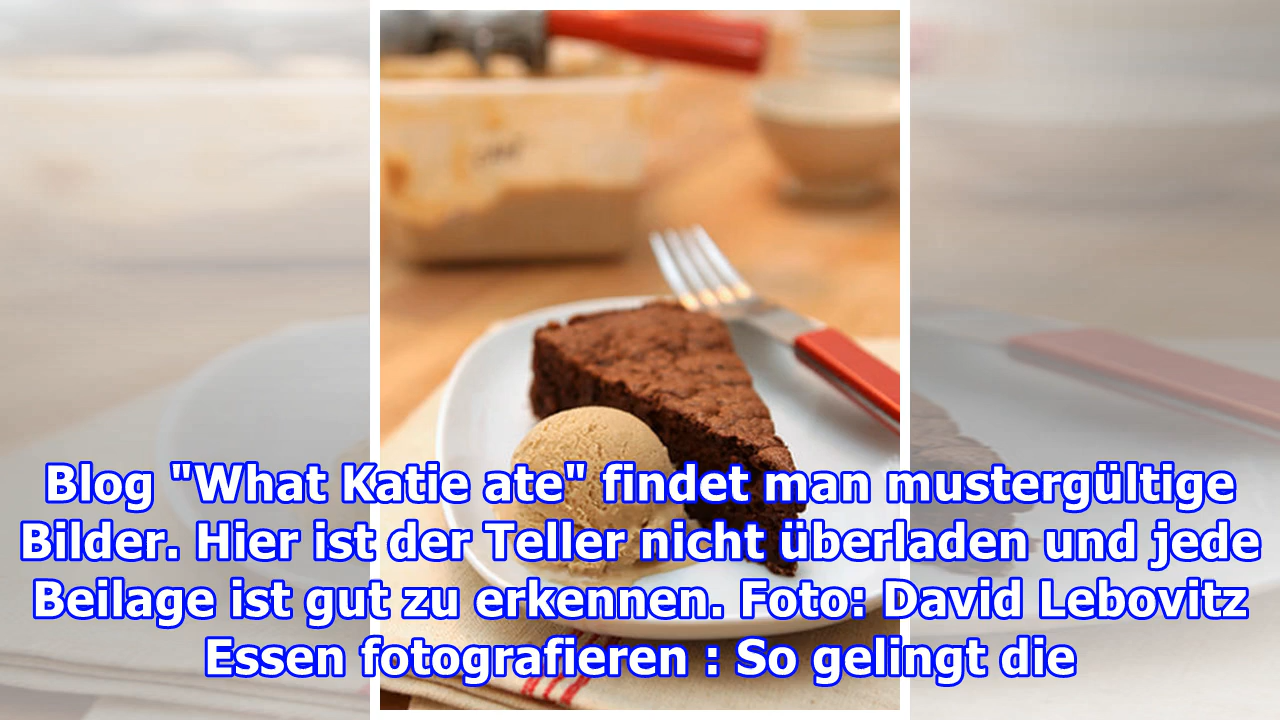 Blog "What Katie ate" findet man mustergültige
Bilder. Hier ist der Teller nicht überladen und jede
Beilage ist gut zu erkennen. Foto: David Lebovitz
Essen fotografieren : So gelingt die